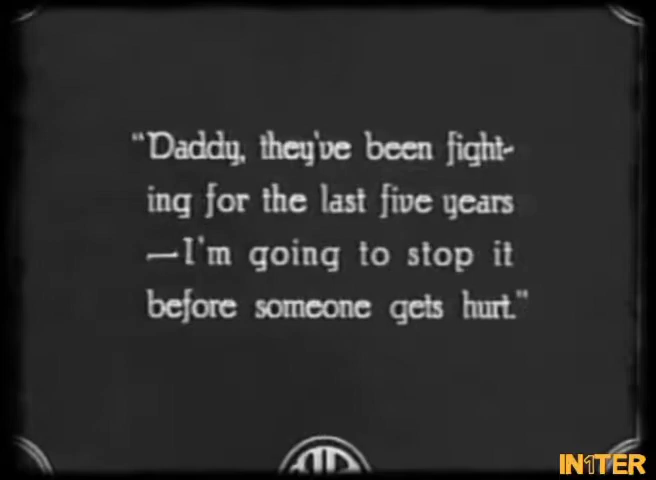 “Daddy, they've been fight-
ing for the last five years
—I'm going to stop it
before someone gets hurt.”
IN1TER